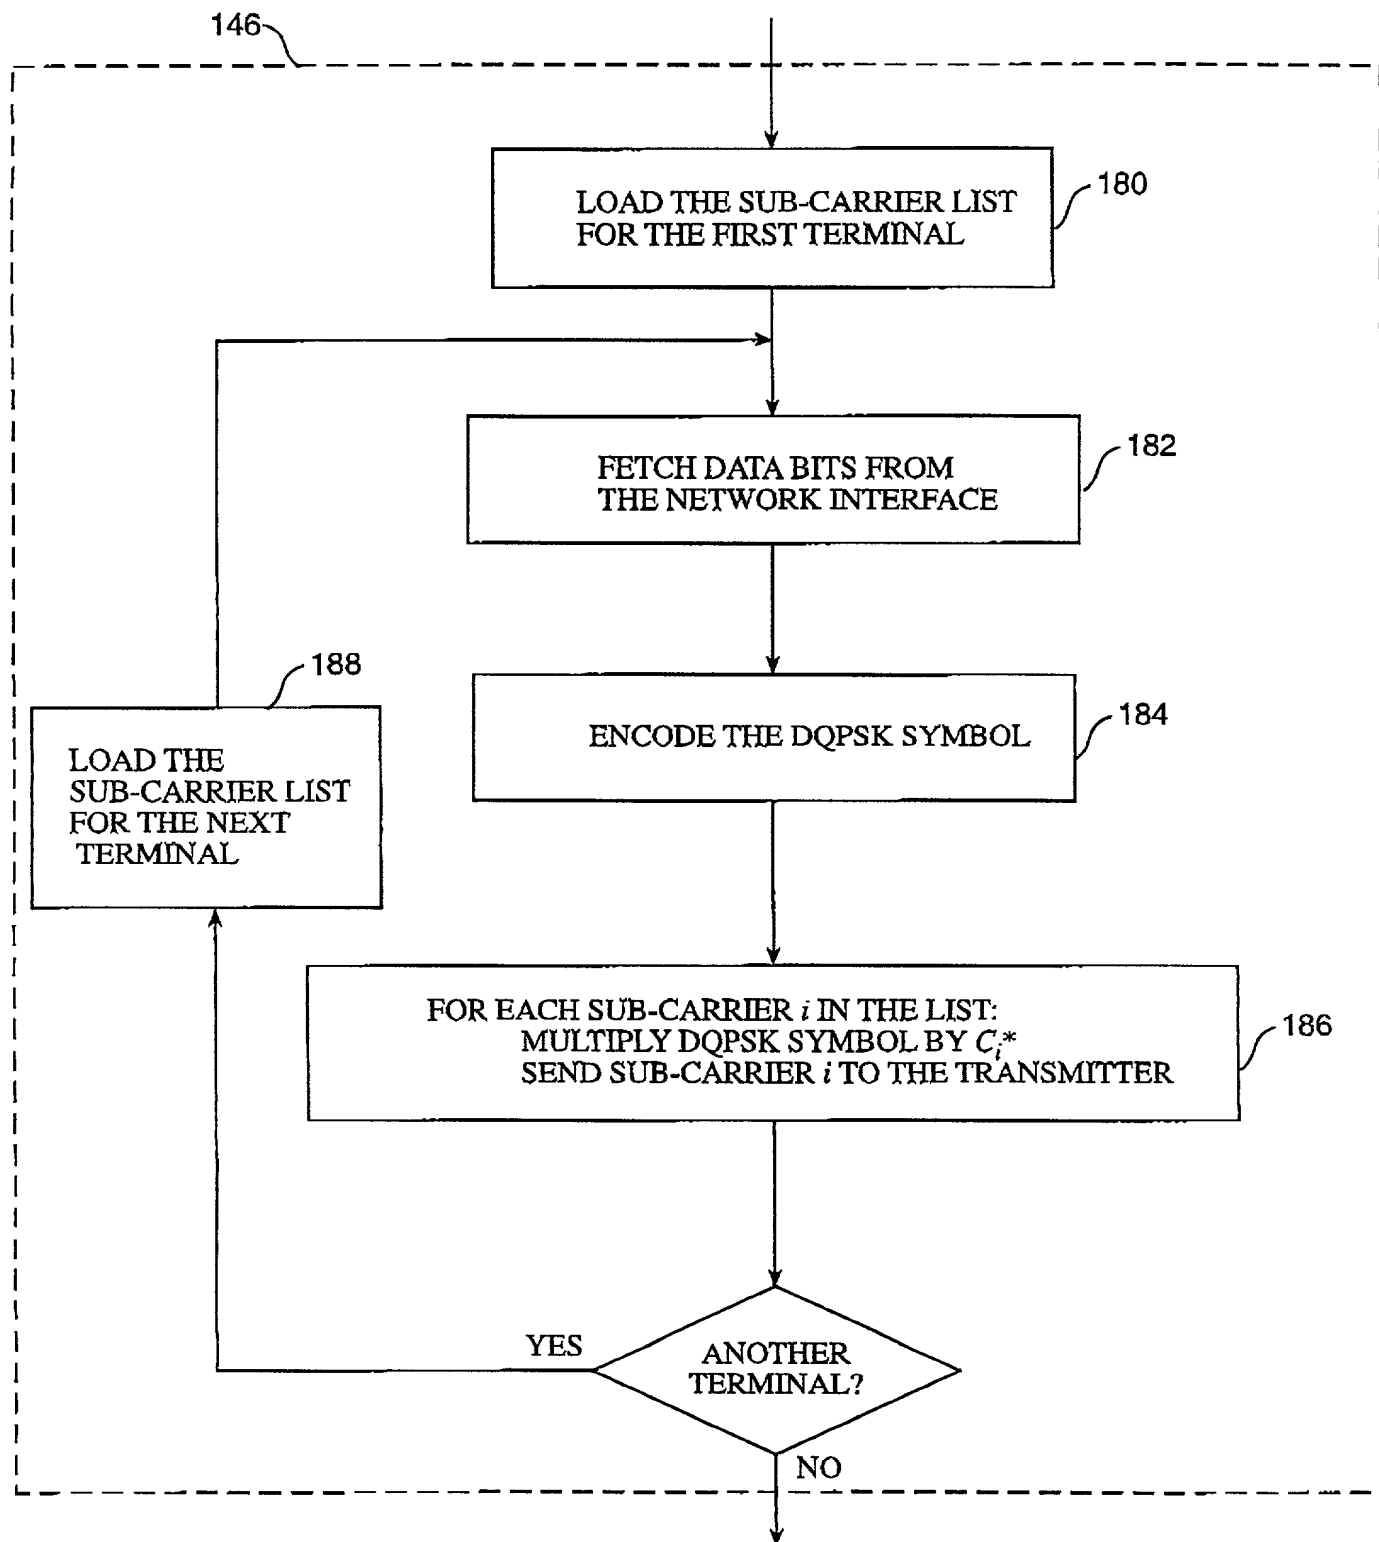 146
LOAD THE SUB-CARRIER LIST
FOR THE FIRST TERMINAL
180
FETCH DATA BITS FROM
THE NETWORK INTERFACE
182
ENCODE THE DQPSK SYMBOL
184
188
LOAD THE
SUB-CARRIER LIST
FOR THE NEXT
TERMINAL
FOR EACH SUB-CARRIER i IN THE LIST:
MULTIPLY DQPSK SYMBOL BY C_i*
SEND SUB-CARRIER i TO THE TRANSMITTER
186
YES
ANOTHER
TERMINAL?
NO